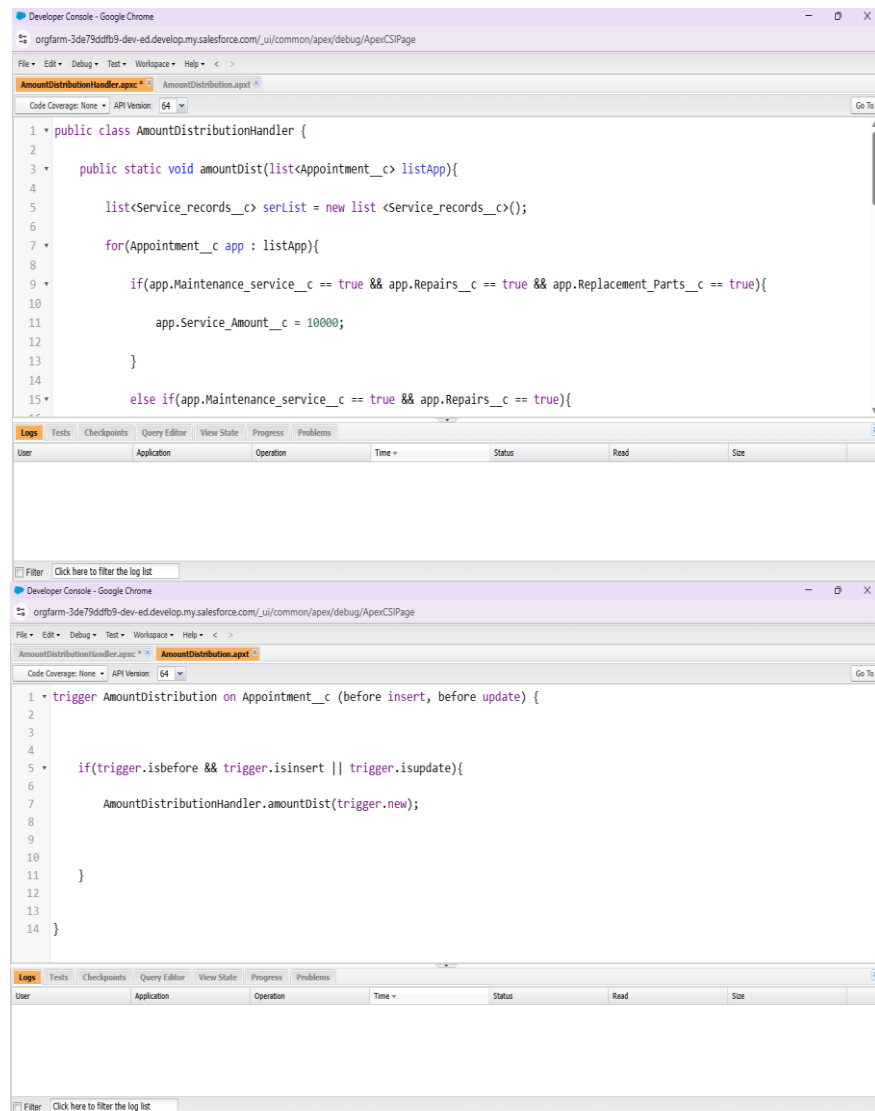 Developer Console - Google Chrome
orgfarm-3de79ddfb9-dev-ed.develop.my.salesforce.com/_ui/common/apex/debug/ApexCSIPage
File Edit Debug Test Workspace Help < >
AmountDistributionHandler.apxc * AmountDistribution.apxt
Code Coverage: None API Version: 64 Go To
1 public class AmountDistributionHandler {
2
3 public static void amountDist(list<Appointment__c> listApp){
4
5 list<Service_records__c> serList = new list <Service_records__c>();
6
7 for(Appointment__c app : listApp){
8
9 if(app.Maintenance_service__c == true && app.Repairs__c == true && app.Replacement_Parts__c == true){
10
11 app.Service_Amount__c = 10000;
12
13 }
14
15 else if(app.Maintenance_service__c == true && app.Repairs__c == true){
Logs Tests Checkpoints Query Editor View State Progress Problems
User Application Operation Time Status Read Size
Filter Click here to filter the log list
Developer Console - Google Chrome
orgfarm-3de79ddfb9-dev-ed.develop.my.salesforce.com/_ui/common/apex/debug/ApexCSIPage
File Edit Debug Test Workspace Help < >
AmountDistributionHandler.apxc * AmountDistribution.apxt
Code Coverage: None API Version: 64 Go To
1 trigger AmountDistribution on Appointment__c (before insert, before update) {
2
3
4
5 if(trigger.isbefore && trigger.isinsert || trigger.isupdate){
6
7 AmountDistributionHandler.amountDist(trigger.new);
8
9
10
11 }
12
13
14 }
Logs Tests Checkpoints Query Editor View State Progress Problems
User Application Operation Time Status Read Size
Filter Click here to filter the log list